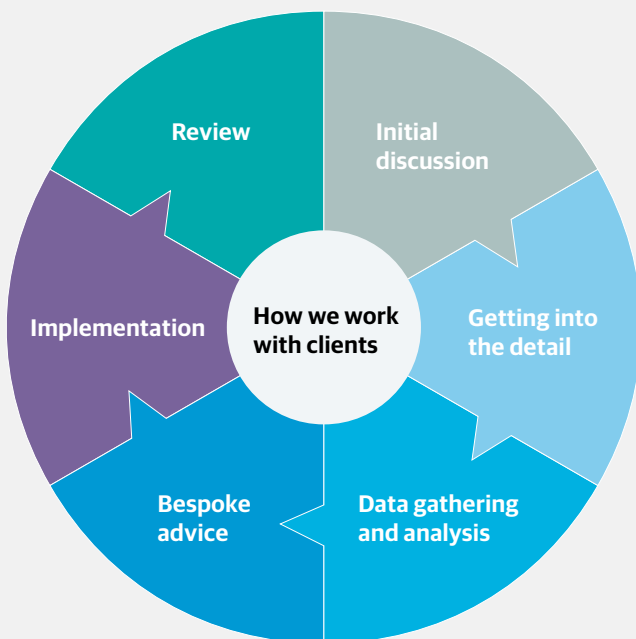 How we work
with clients
Initial
discussion
Getting into
the detail
Data gathering
and analysis
Bespoke
advice
Implementation
Review